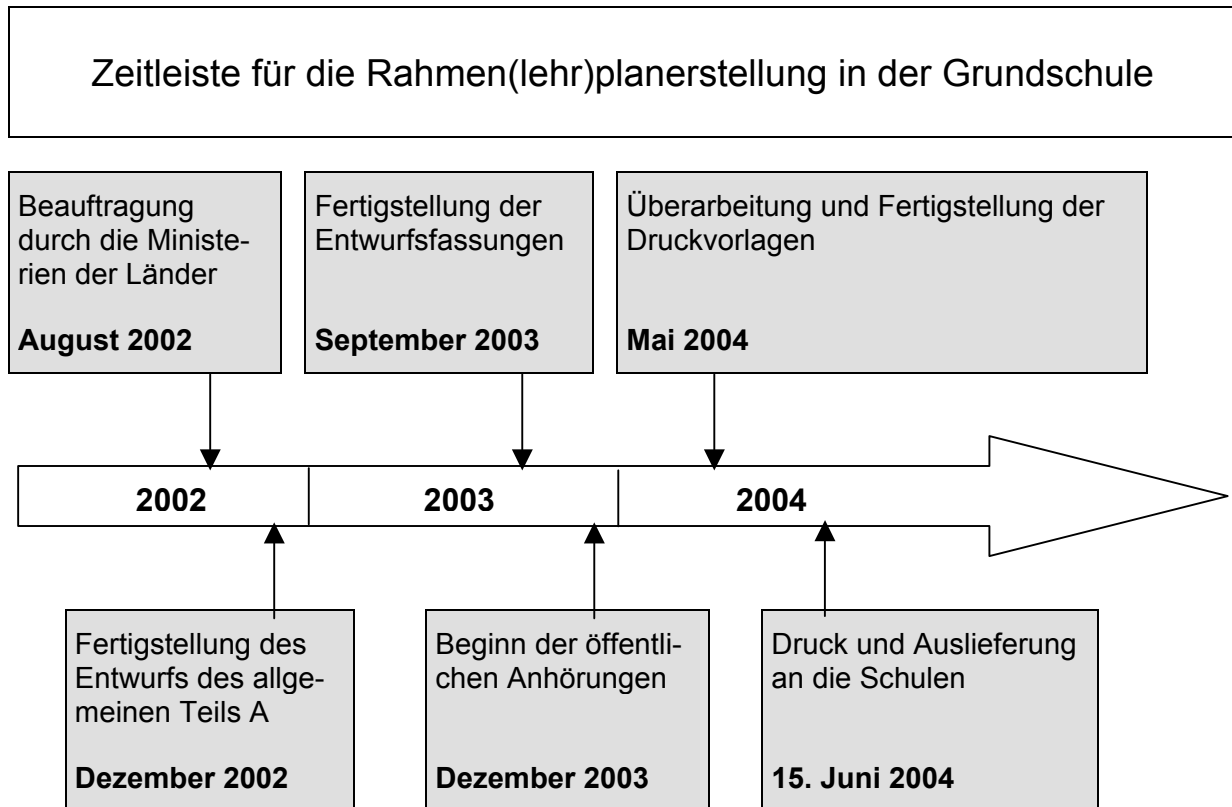 Zeitleiste für die Rahmen(lehr)planerstellung in der Grundschule
Beauftragung
durch die Ministe-
rien der Länder
August 2002
Fertigstellung der
Entwurfsfassungen
September 2003
Überarbeitung und Fertigstellung der
Druckvorlagen
Mai 2004
2002
2003
2004
Fertigstellung des
Entwurfs des allge-
meinen Teils A
Dezember 2002
Beginn der öffentli-
chen Anhörungen
Dezember 2003
Druck und Auslieferung
an die Schulen
15. Juni 2004